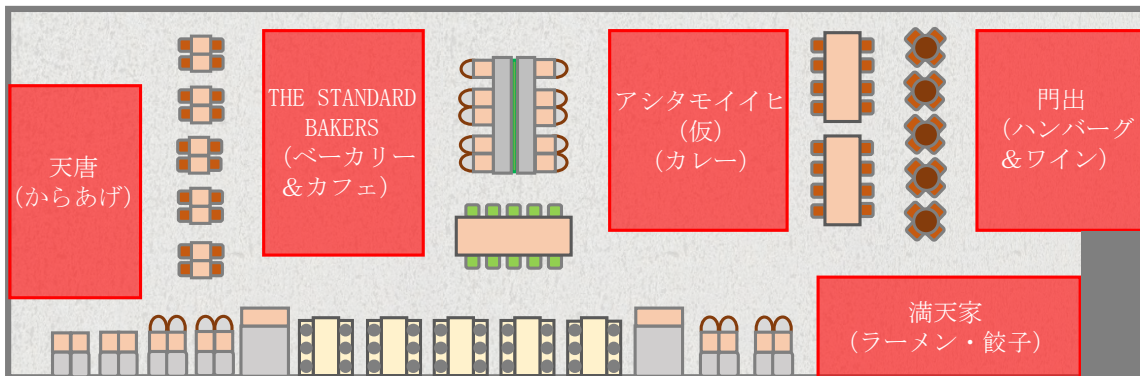 天唐
(からあげ)
THE STANDARD
BAKERS
(ベーカリー
&カフェ)
アシタモイイヒ
(仮)
(カレー)
門出
(ハンバーグ
&ワイン)
満天家
(ラーメン・餃子)